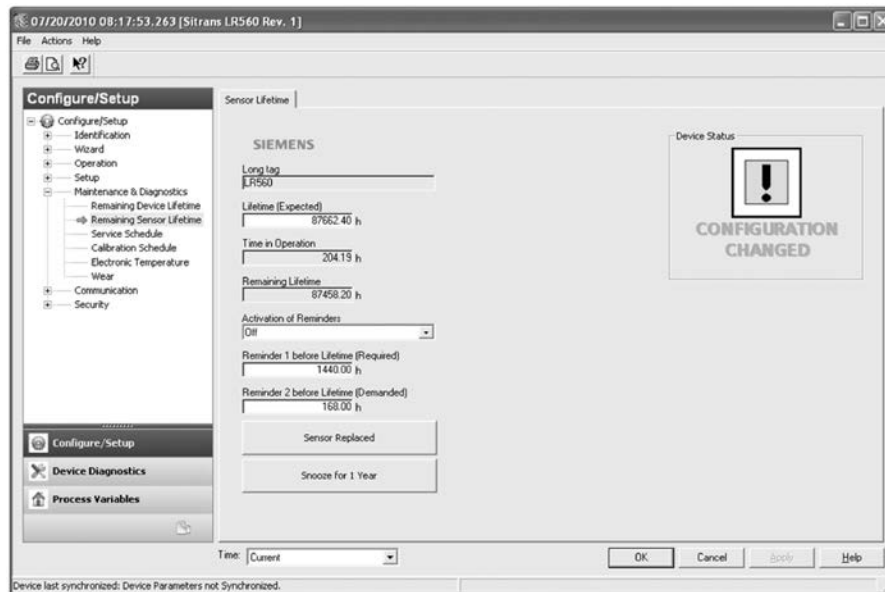 07/20/2010 08:17:53.263 [Sitrans LR560 Rev. 1]
File Actions Help
Configure/Setup
Configure/Setup
Identification
Wizard
Operation
Setup
Maintenance & Diagnostics
Remaining Device Lifetime
Remaining Sensor Lifetime
Service Schedule
Calibration Schedule
Electronic Temperature
Wear
Communication
Security
Configure/Setup
Device Diagnostics
Process Variables
Sensor Lifetime
SIEMENS
Long tag
LR560
Lifetime (Expected)
87662.40 h
Time in Operation
204.19 h
Remaining Lifetime
87458.20 h
Activation of Reminders
Off
Reminder 1 before Lifetime (Required)
1440.00 h
Reminder 2 before Lifetime (Demanded)
168.00 h
Sensor Replaced
Snooze for 1 Year
Device Status
CONFIGURATION
CHANGED
Time: Current
OK Cancel Apply Help
Device last synchronized: Device Parameters not Synchronized.